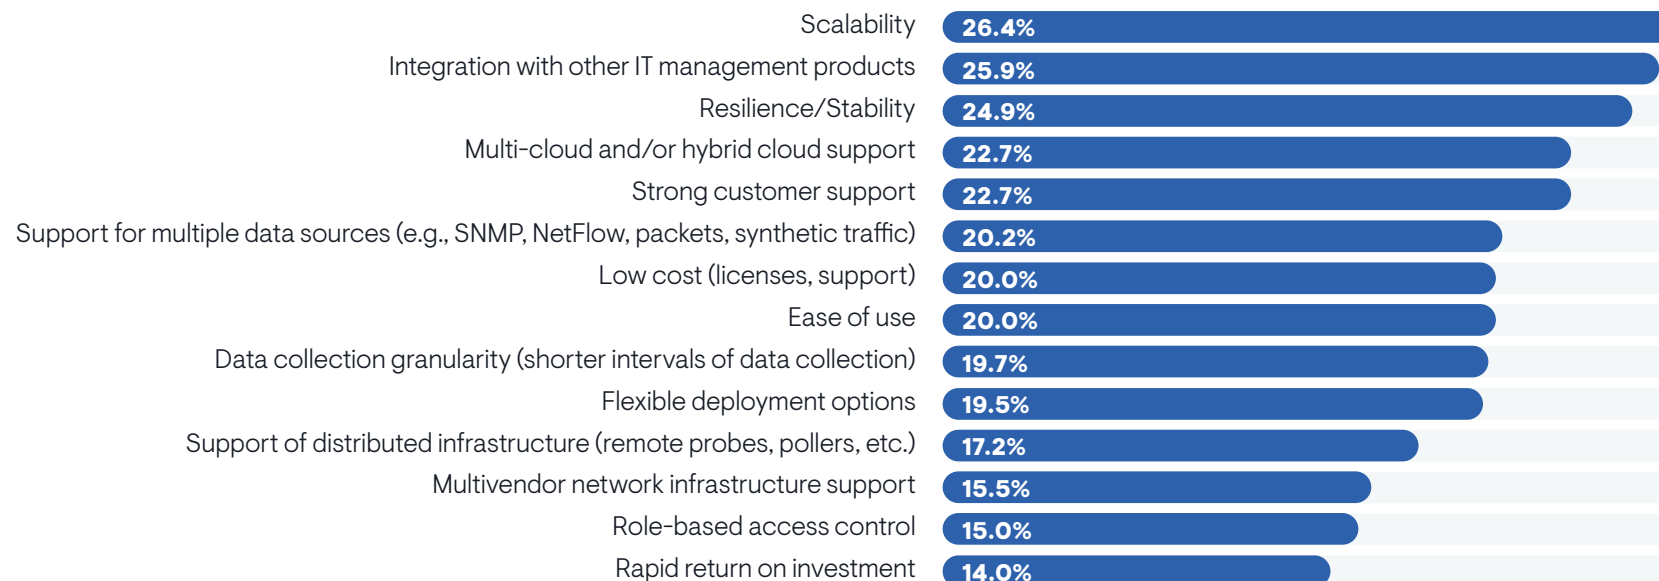 Scalability 26.4%
Integration with other IT management products 25.9%
Resilience/Stability 24.9%
Multi-cloud and/or hybrid cloud support 22.7%
Strong customer support 22.7%
Support for multiple data sources (e.g., SNMP, NetFlow, packets, synthetic traffic) 20.2%
Low cost (licenses, support) 20.0%
Ease of use 20.0%
Data collection granularity (shorter intervals of data collection) 19.7%
Flexible deployment options 19.5%
Support of distributed infrastructure (remote probes, pollers, etc.) 17.2%
Multivendor network infrastructure support 15.5%
Role-based access control 15.0%
Rapid return on investment 14.0%